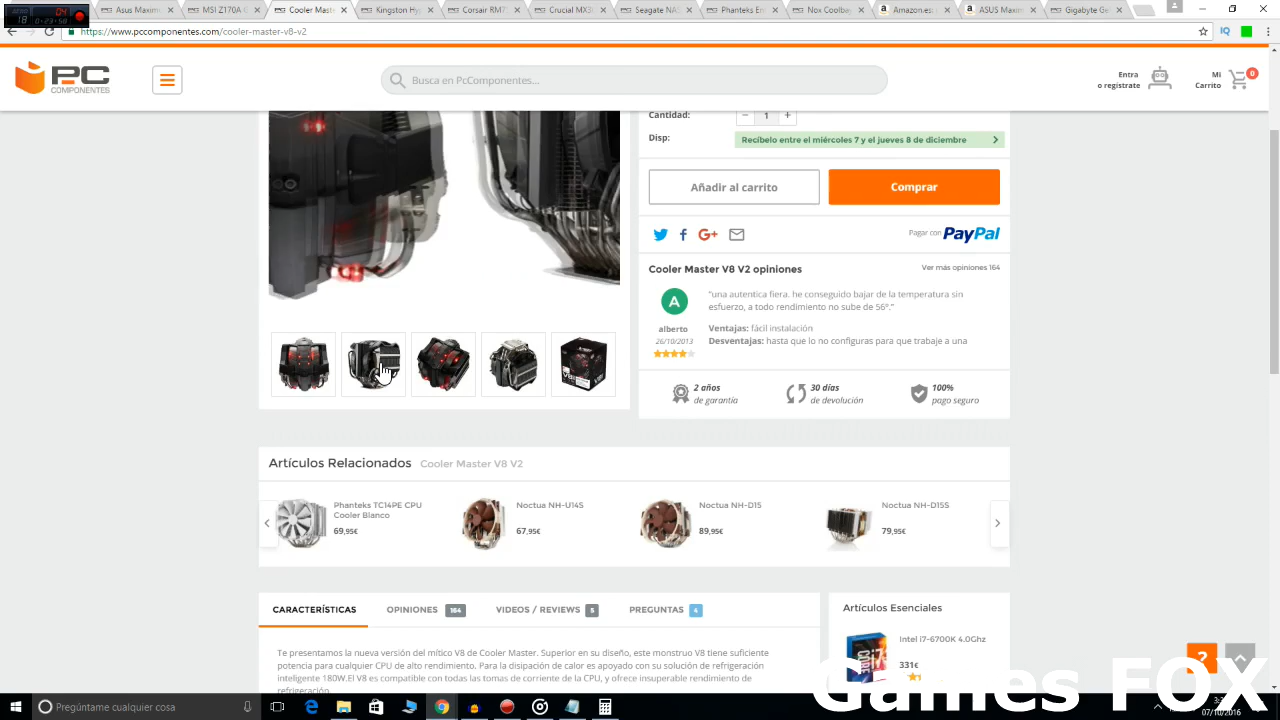 Asus Maxim
MSI Z170A G
Cooler Master
Kingston H
Crucial MX3
Seagate NA
Nox Coolbo
Amazon.es
ASUS Maxim
Gigabyte Ge
18
04
0:23:58
https://www.pccomponentes.com/cooler-master-v8-v2
IQ
PC
COMPONENTES
Busca en PcComponentes...
Entra
o regístrate
Mi
Carrito
0
Cantidad:
− 1 +
Disp:
Recíbelo entre el miércoles 7 y el jueves 8 de diciembre
Añadir al carrito
Comprar
G+
Pagar con PayPal
Cooler Master V8 V2 opiniones
Ver más opiniones 164
A
"una autentica fiera. he conseguido bajar de la temperatura sin
esfuerzo, a todo rendimiento no sube de 56º."
alberto
26/10/2013
Ventajas: fácil instalación
Desventajas: hasta que lo no configuras para que trabaje a una
2 años
de garantía
30 días
de devolución
100%
pago seguro
Artículos Relacionados Cooler Master V8 V2
Phanteks TC14PE CPU
Cooler Blanco
69,95€
Noctua NH-U14S
67,95€
Noctua NH-D15
89,95€
Noctua NH-D15S
79,95€
CARACTERÍSTICAS
OPINIONES 164
VIDEOS / REVIEWS 5
PREGUNTAS 4
Artículos Esenciales
Te presentamos la nueva versión del mítico V8 de Cooler Master. Superior en su diseño, este monstruo V8 tiene suficiente
potencia para cualquier CPU de alto rendimiento. Para la disipación de calor es apoyado con su solución de refrigeración
inteligente 180W.El V8 es compatible con todas las tomas de corriente de la CPU, y ofrece insuperable rendimiento de
refrigeración.
Intel i7-6700K 4.0Ghz
331€
?
Games FOX
Pregúntame cualquier cosa
07/10/2016